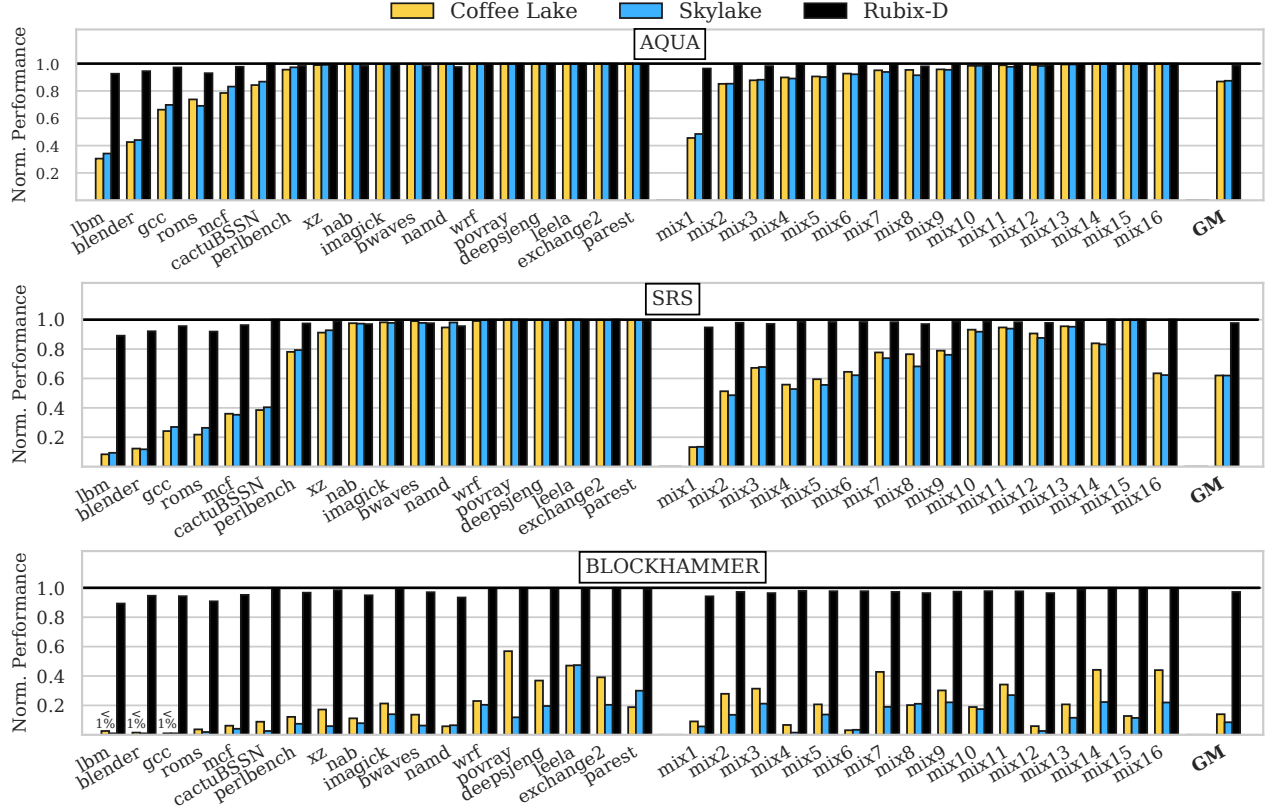 Coffee Lake Skylake Rubix-D
AQUA
Norm. Performance
1.0
0.8
0.6
0.4
0.2
lbm blender gcc roms mcf cactuBSSN perlbench xz nab imagick bwaves namd wrf povray deepsjeng leela exchange2 parest mix1 mix2 mix3 mix4 mix5 mix6 mix7 mix8 mix9 mix10 mix11 mix12 mix13 mix14 mix15 mix16 GM
SRS
Norm. Performance
1.0
0.8
0.6
0.4
0.2
lbm blender gcc roms mcf cactuBSSN perlbench xz nab imagick bwaves namd wrf povray deepsjeng leela exchange2 parest mix1 mix2 mix3 mix4 mix5 mix6 mix7 mix8 mix9 mix10 mix11 mix12 mix13 mix14 mix15 mix16 GM
BLOCKHAMMER
Norm. Performance
1.0
0.8
0.6
0.4
0.2
< < <
1% 1% 1%
lbm blender gcc roms mcf cactuBSSN perlbench xz nab imagick bwaves namd wrf povray deepsjeng leela exchange2 parest mix1 mix2 mix3 mix4 mix5 mix6 mix7 mix8 mix9 mix10 mix11 mix12 mix13 mix14 mix15 mix16 GM